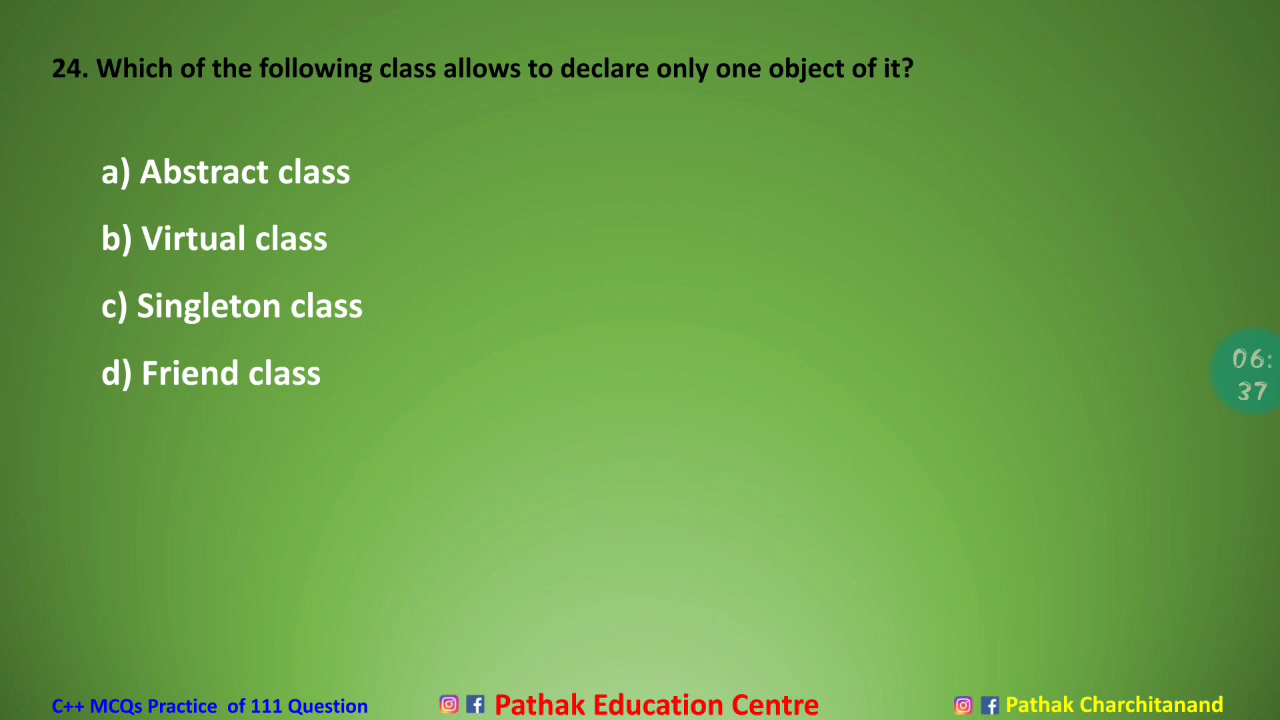 24. Which of the following class allows to declare only one object of it?
a) Abstract class
b) Virtual class
c) Singleton class
d) Friend class
06:
37
C++ MCQs Practice of 111 Question
Pathak Education Centre
Pathak Charchitanand